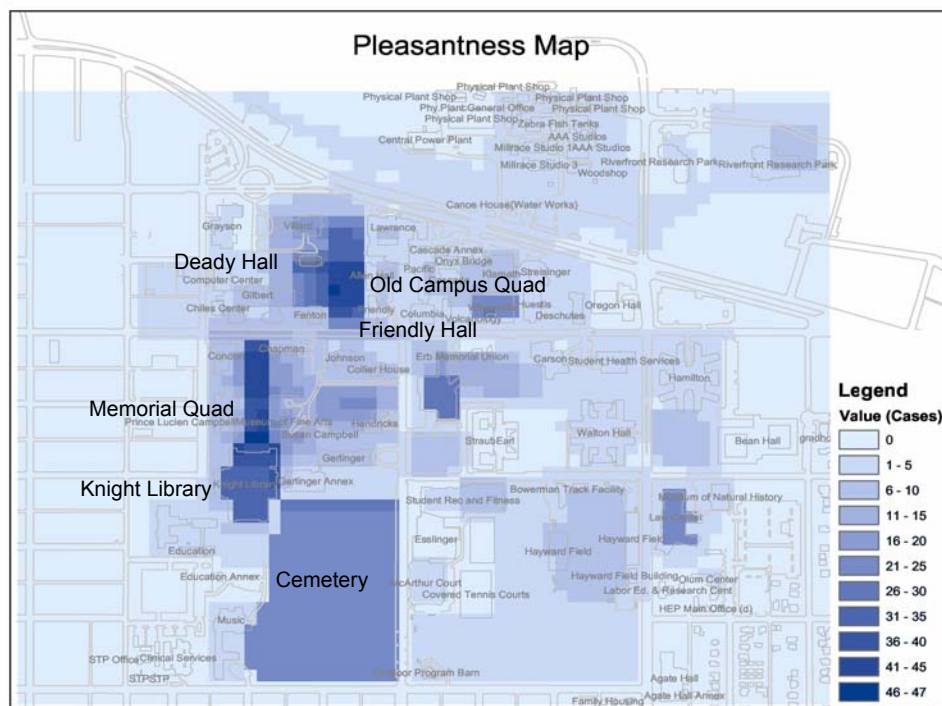 Pleasantness Map
Physical Plant Shop
Physical Plant Shop
Physical Plant Shop
Phy.Plant General Office
Physical Plant Shop
Physical Plant Shop
Zebra Fish Tanks
Central Power Plant
AAA Studios
Millrace Studio 1AAA Studios
Millrace Studio 3
Woodshop
Riverfront Research Park
Riverfront Research Park
Canoe House(Water Works)
Grayson
Villard
Lawrence
Deady Hall
Cascade Annex
Onyx Bridge
Pacific
Klamath
Streisinger
Computer Center
Allen Hall
Old Campus Quad
Gilbert
Chiles Center
Fenton
Friendly
Columbia
Volcanology
Huestis
Deschutes
Oregon Hall
Friendly Hall
Condon
Chapman
Johnson
Collier House
Erb Memorial Union
Carson
Student Health Services
Hamilton
Memorial Quad
Prince Lucien Campbell
Museum of Fine Arts
Susan Campbell
Hendricks
Straub
Earl
Walton Hall
Bean Hall
Gerlinger
Knight Library
Knight Library
Gerlinger Annex
Bowerman Track Facility
Student Rec and Fitness
Museum of Natural History
Law Center
Esslinger
Hayward Field
Hayward Field
Education
Education Annex
Cemetery
McArthur Court
Covered Tennis Courts
Hayward Field Building
Olum Center
Labor Ed. & Research Cent
HEP Main Office (d)
Music
STP Office
Clinical Services
STPSTP
Outdoor Program Barn
Agate Hall
Agate Hall Annex
Family Housing
Legend
Value (Cases)
0
1 - 5
6 - 10
11 - 15
16 - 20
21 - 25
26 - 30
31 - 35
36 - 40
41 - 45
46 - 47